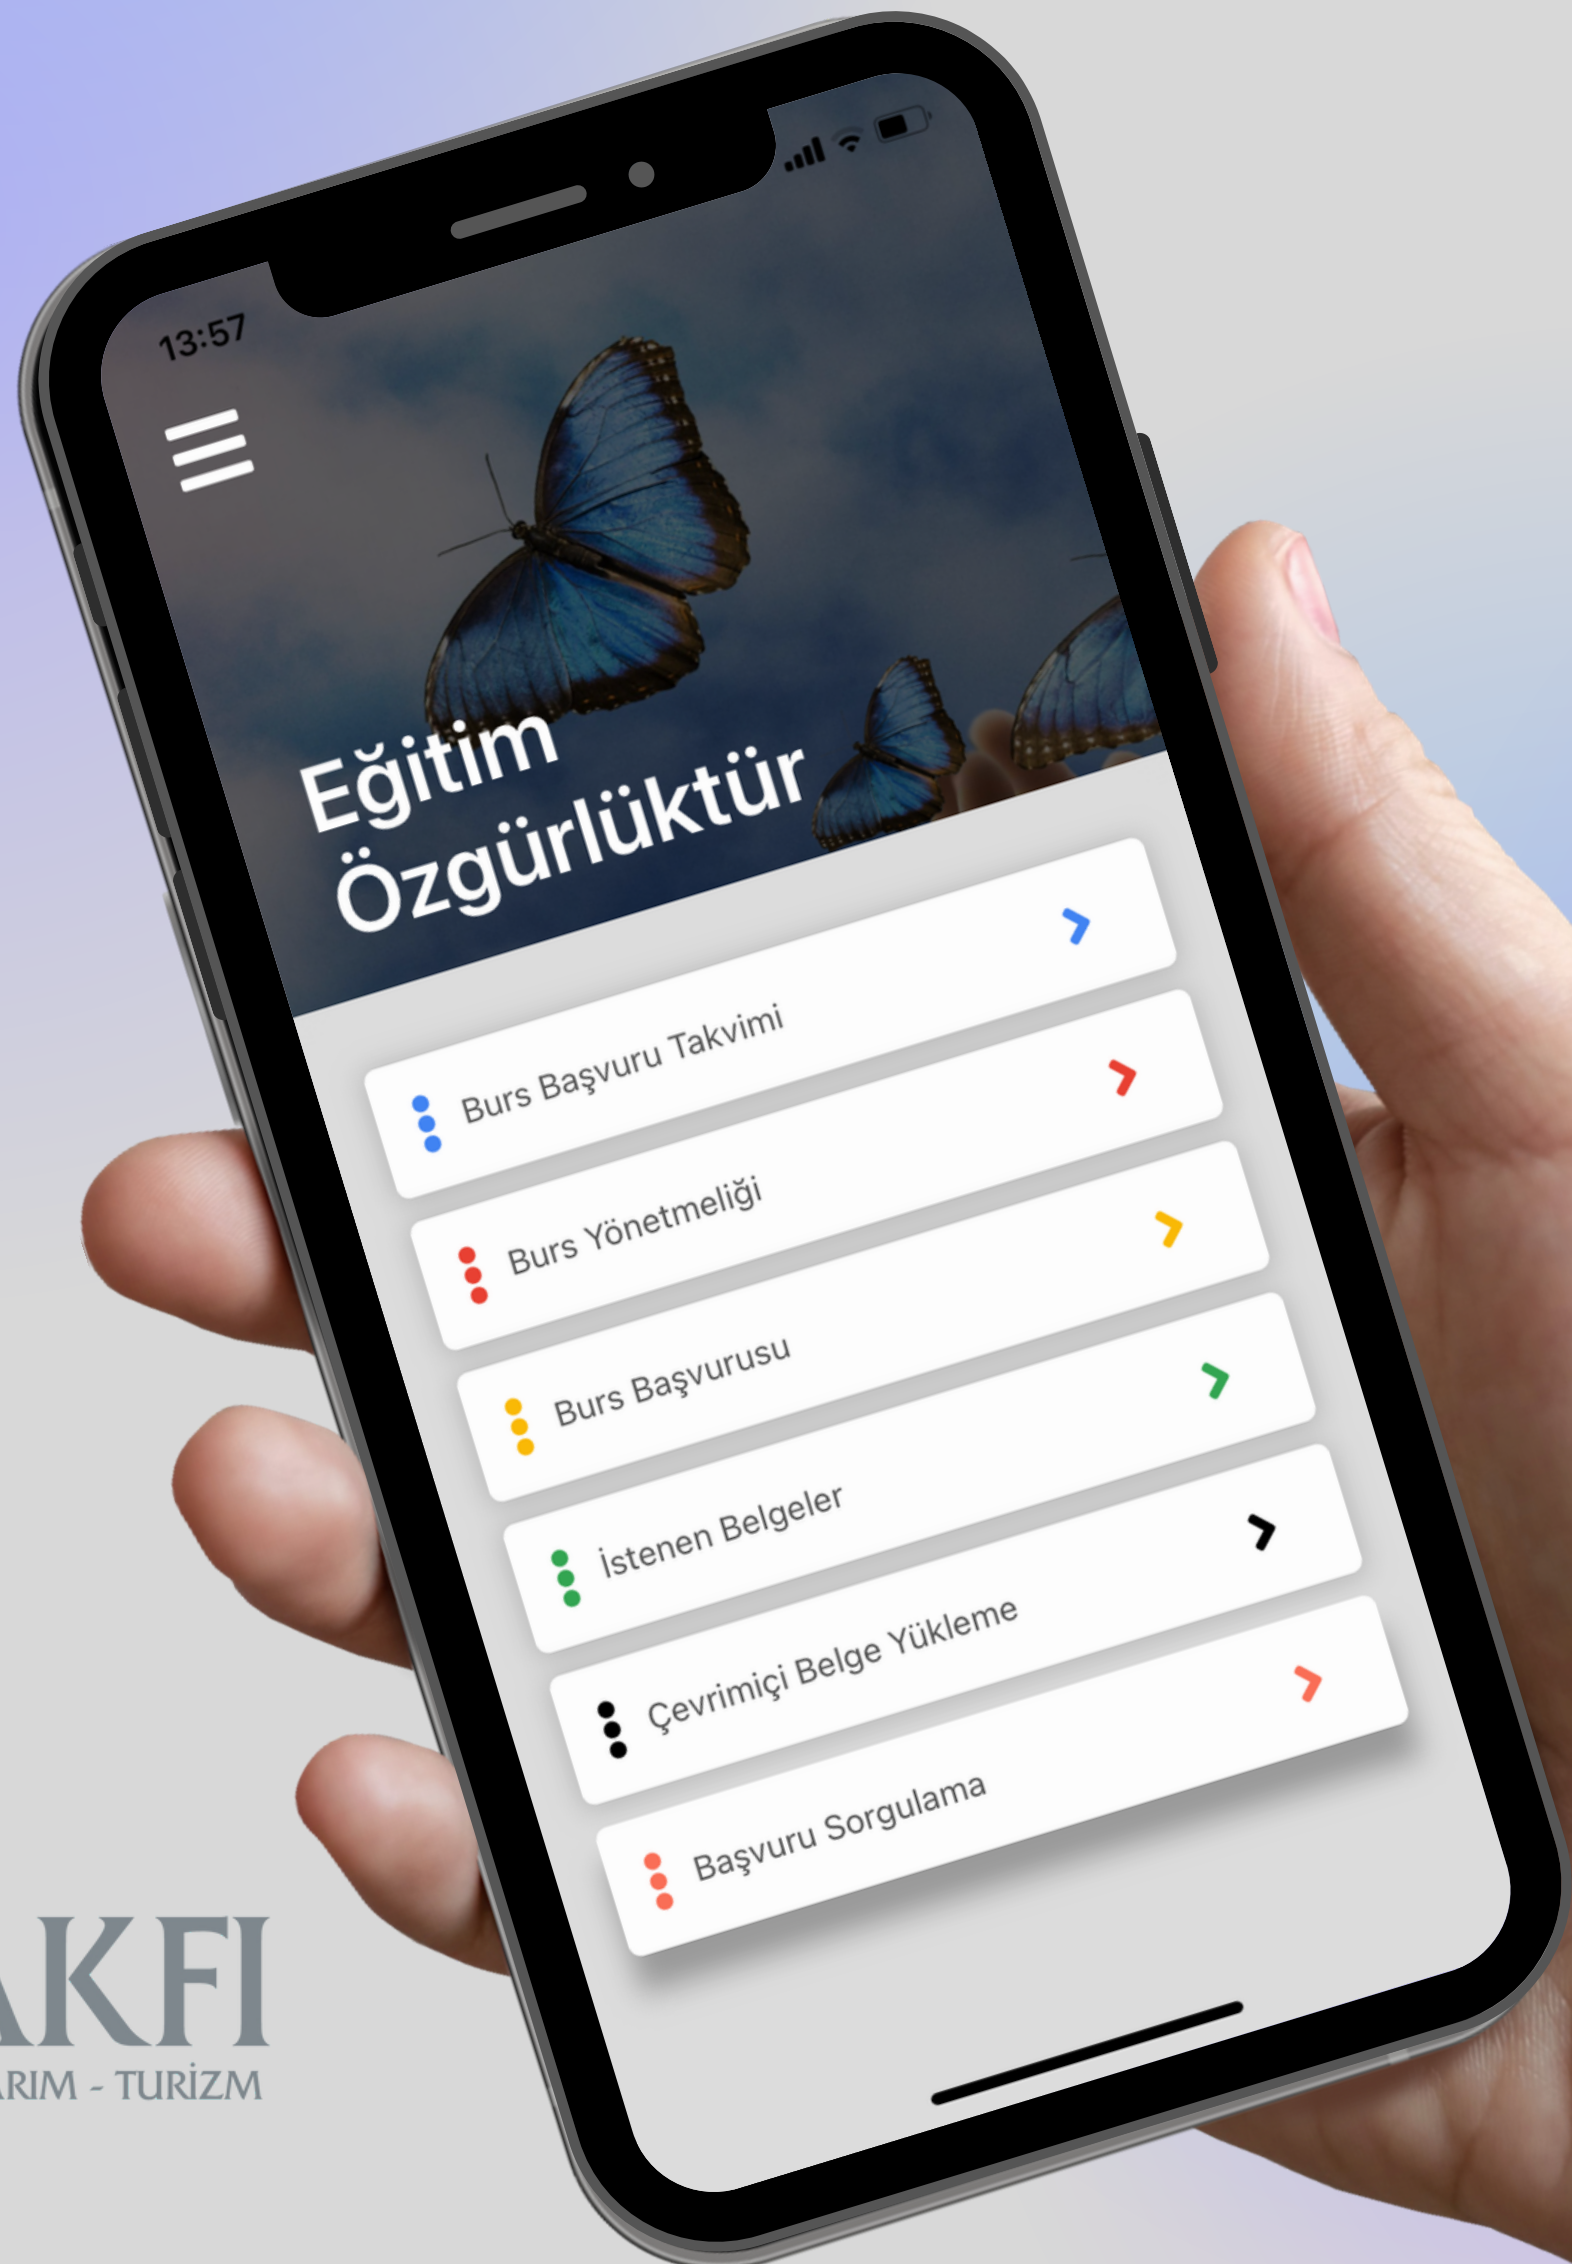 13:57
Eğitim
Özgürlüktür
Burs Başvuru Takvimi
Burs Yönetmeliği
Burs Başvurusu
İstenen Belgeler
Çevrimiçi Belge Yükleme
Başvuru Sorgulama
AKFI
ARIM - TURİZM